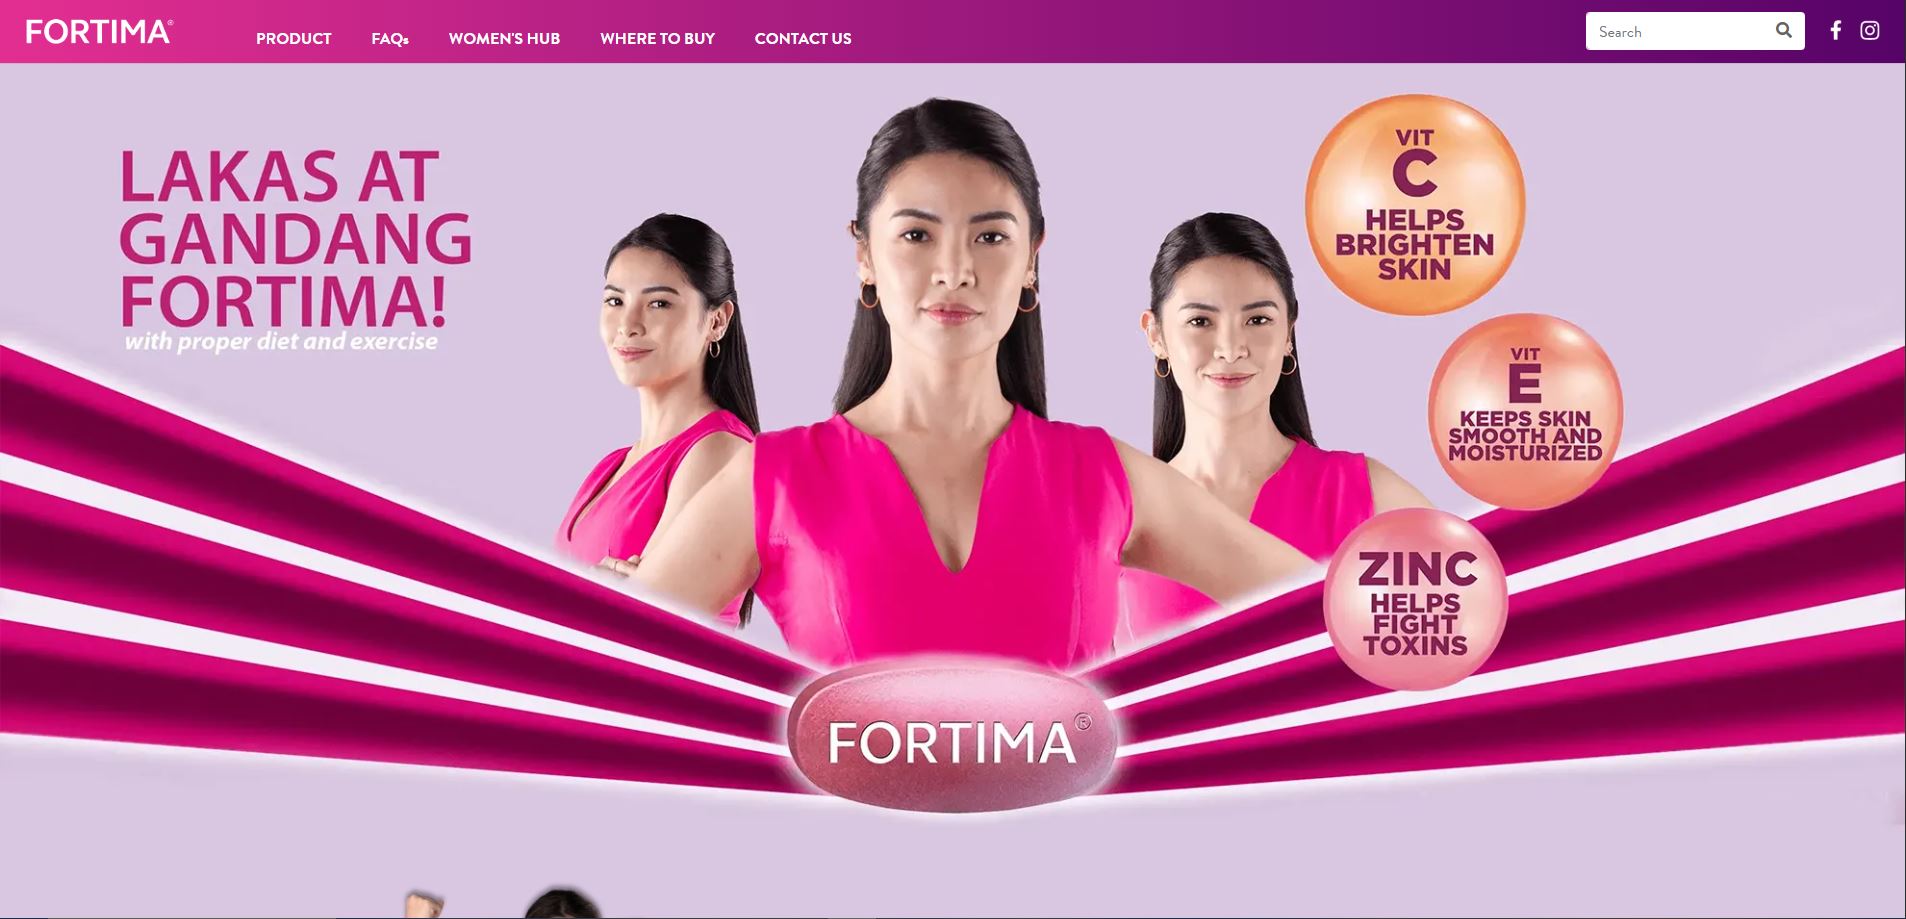 FORTIMA®
PRODUCT
FAQs
WOMEN'S HUB
WHERE TO BUY
CONTACT US
Search
LAKAS AT
GANDANG
FORTIMA!
with proper diet and exercise
VIT
C
HELPS
BRIGHTEN
SKIN
VIT
E
KEEPS SKIN
SMOOTH AND
MOISTURIZED
ZINC
HELPS
FIGHT
TOXINS
FORTIMA®